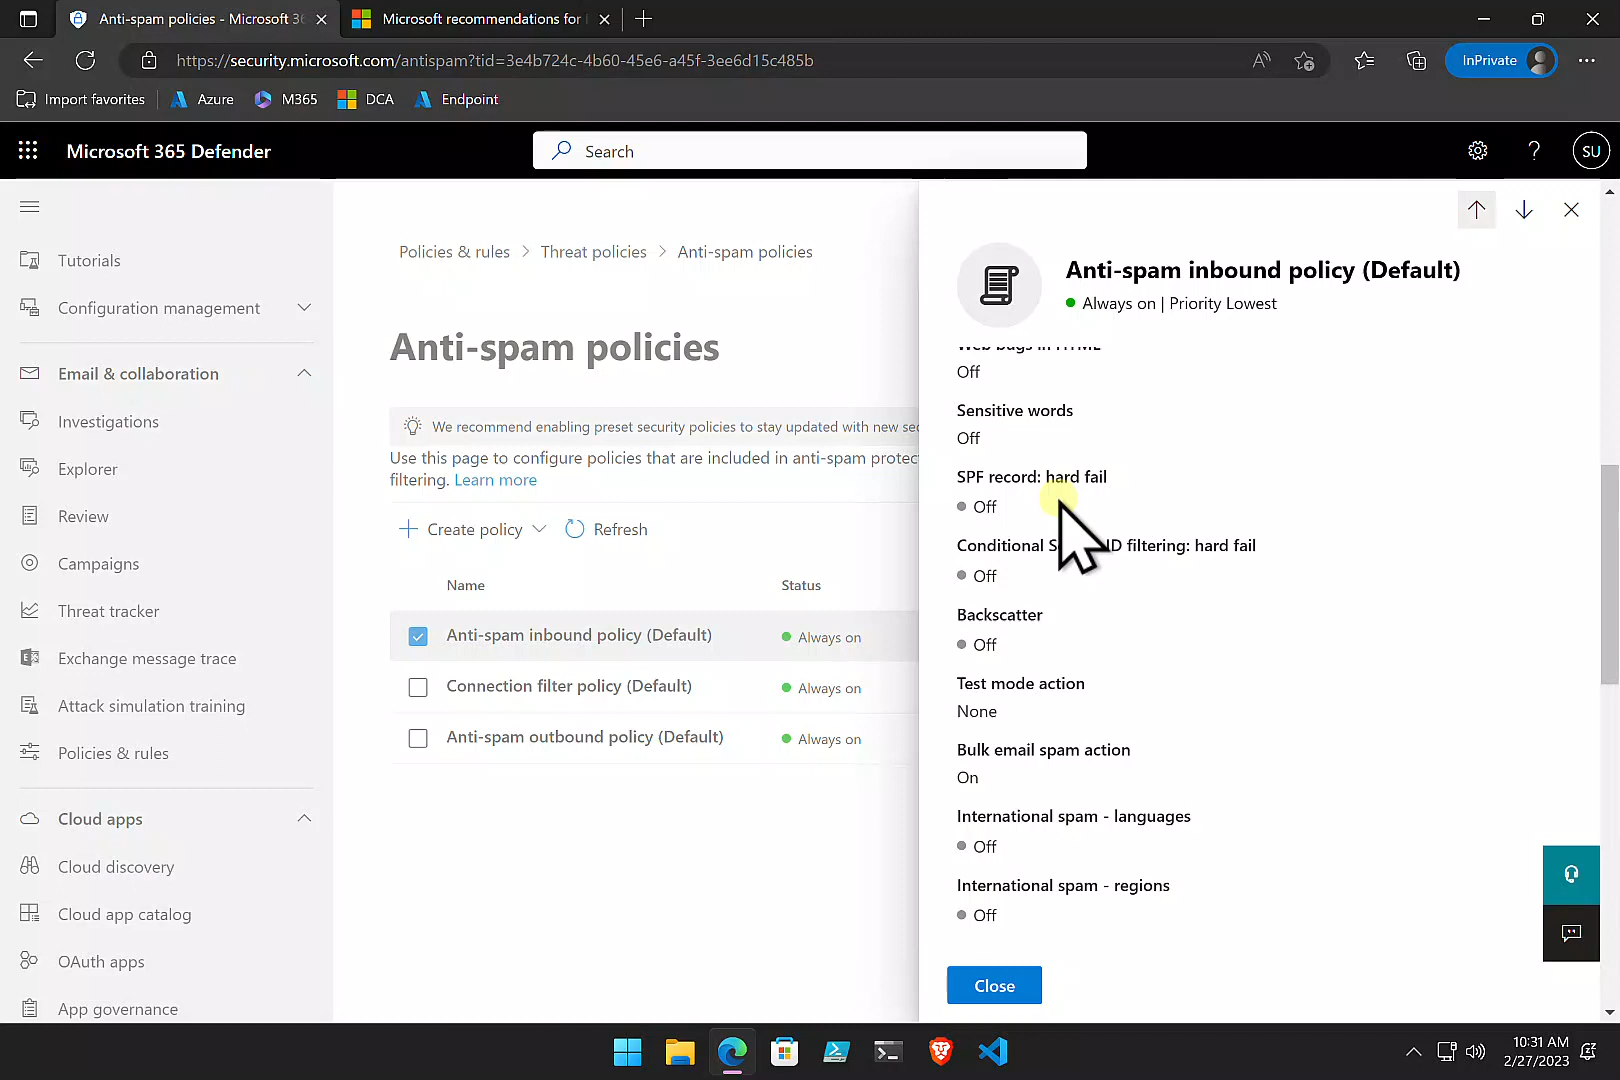 Anti-spam policies - Microsoft 36
Microsoft recommendations for
https://security.microsoft.com/antispam?tid=3e4b724c-4b60-45e6-a45f-3ee6d15c485b
InPrivate
Import favorites
Azure
M365
DCA
Endpoint
Microsoft 365 Defender
Search
SU
Tutorials
Configuration management
Email & collaboration
Investigations
Explorer
Review
Campaigns
Threat tracker
Exchange message trace
Attack simulation training
Policies & rules
Cloud apps
Cloud discovery
Cloud app catalog
OAuth apps
App governance
Policies & rules > Threat policies > Anti-spam policies
Anti-spam policies
We recommend enabling preset security policies to stay updated with new sec
Use this page to configure policies that are included in anti-spam protec
filtering. Learn more
Create policy
Refresh
Name Status
Anti-spam inbound policy (Default) Always on
Connection filter policy (Default) Always on
Anti-spam outbound policy (Default) Always on
Anti-spam inbound policy (Default)
Always on | Priority Lowest
Web bugs in HTML
Off
Sensitive words
Off
SPF record: hard fail
Off
Conditional S ID filtering: hard fail
Off
Backscatter
Off
Test mode action
None
Bulk email spam action
On
International spam - languages
Off
International spam - regions
Off
Close
10:31 AM
2/27/2023